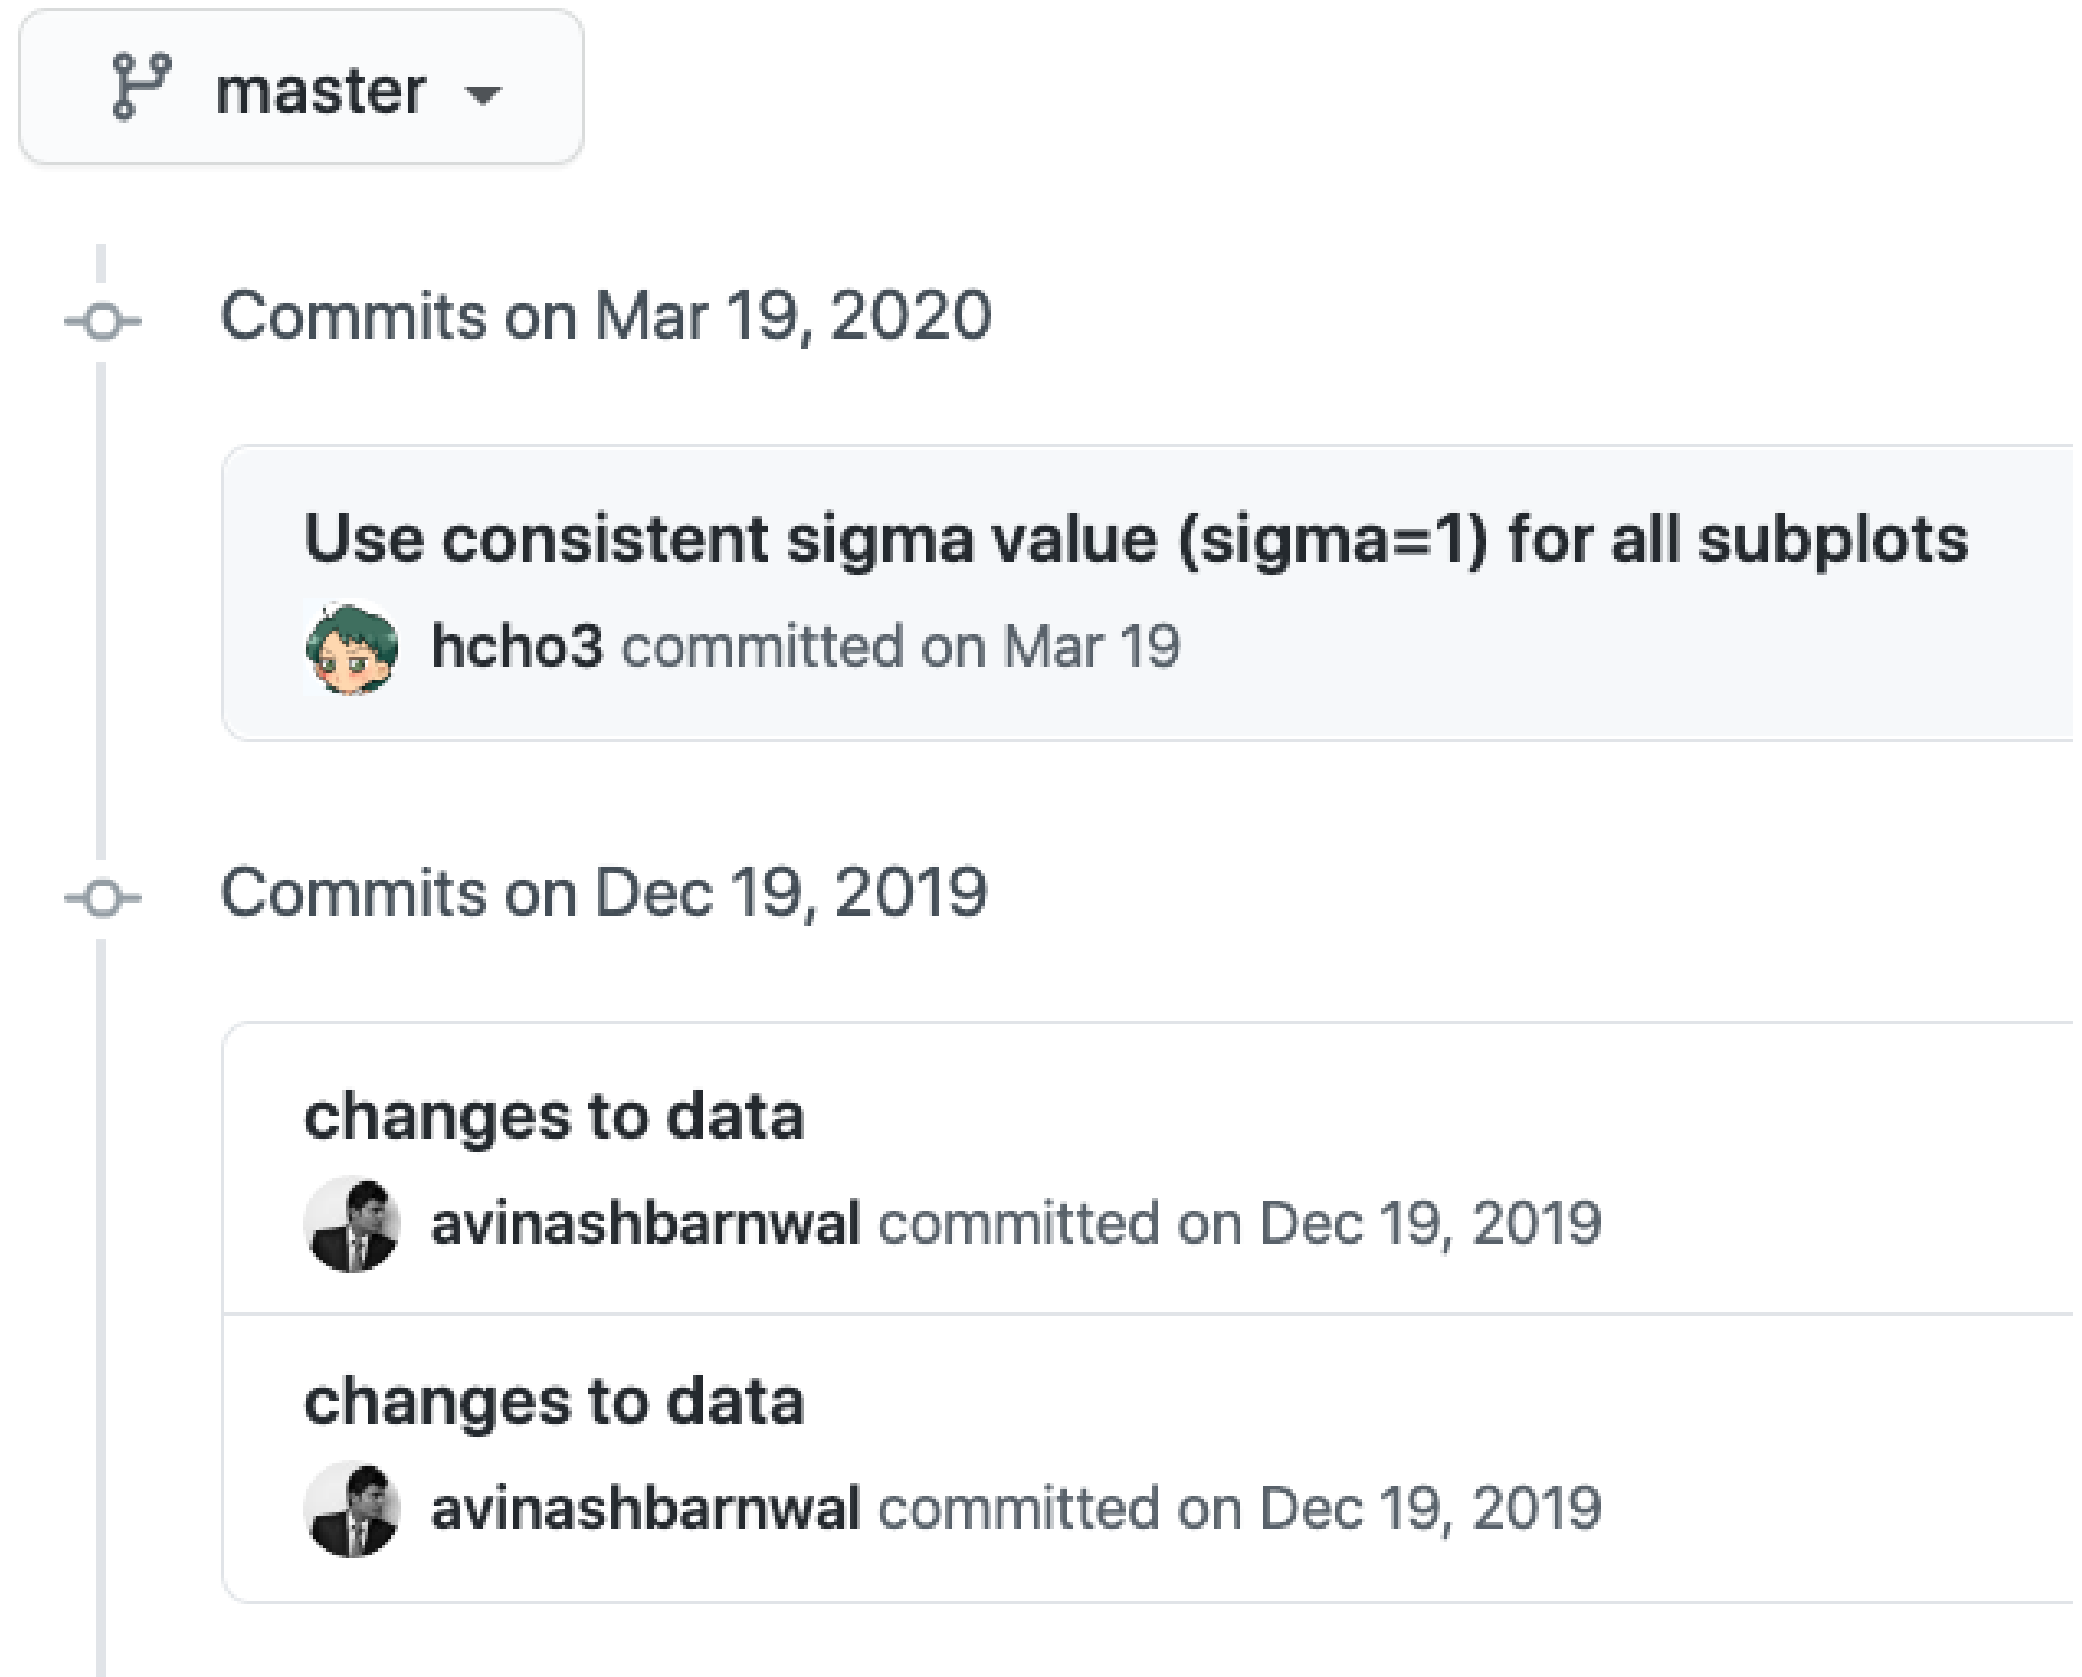 master
Commits on Mar 19, 2020
Use consistent sigma value (sigma=1) for all subplots
hcho3 committed on Mar 19
Commits on Dec 19, 2019
changes to data
avinashbarnwal committed on Dec 19, 2019
changes to data
avinashbarnwal committed on Dec 19, 2019